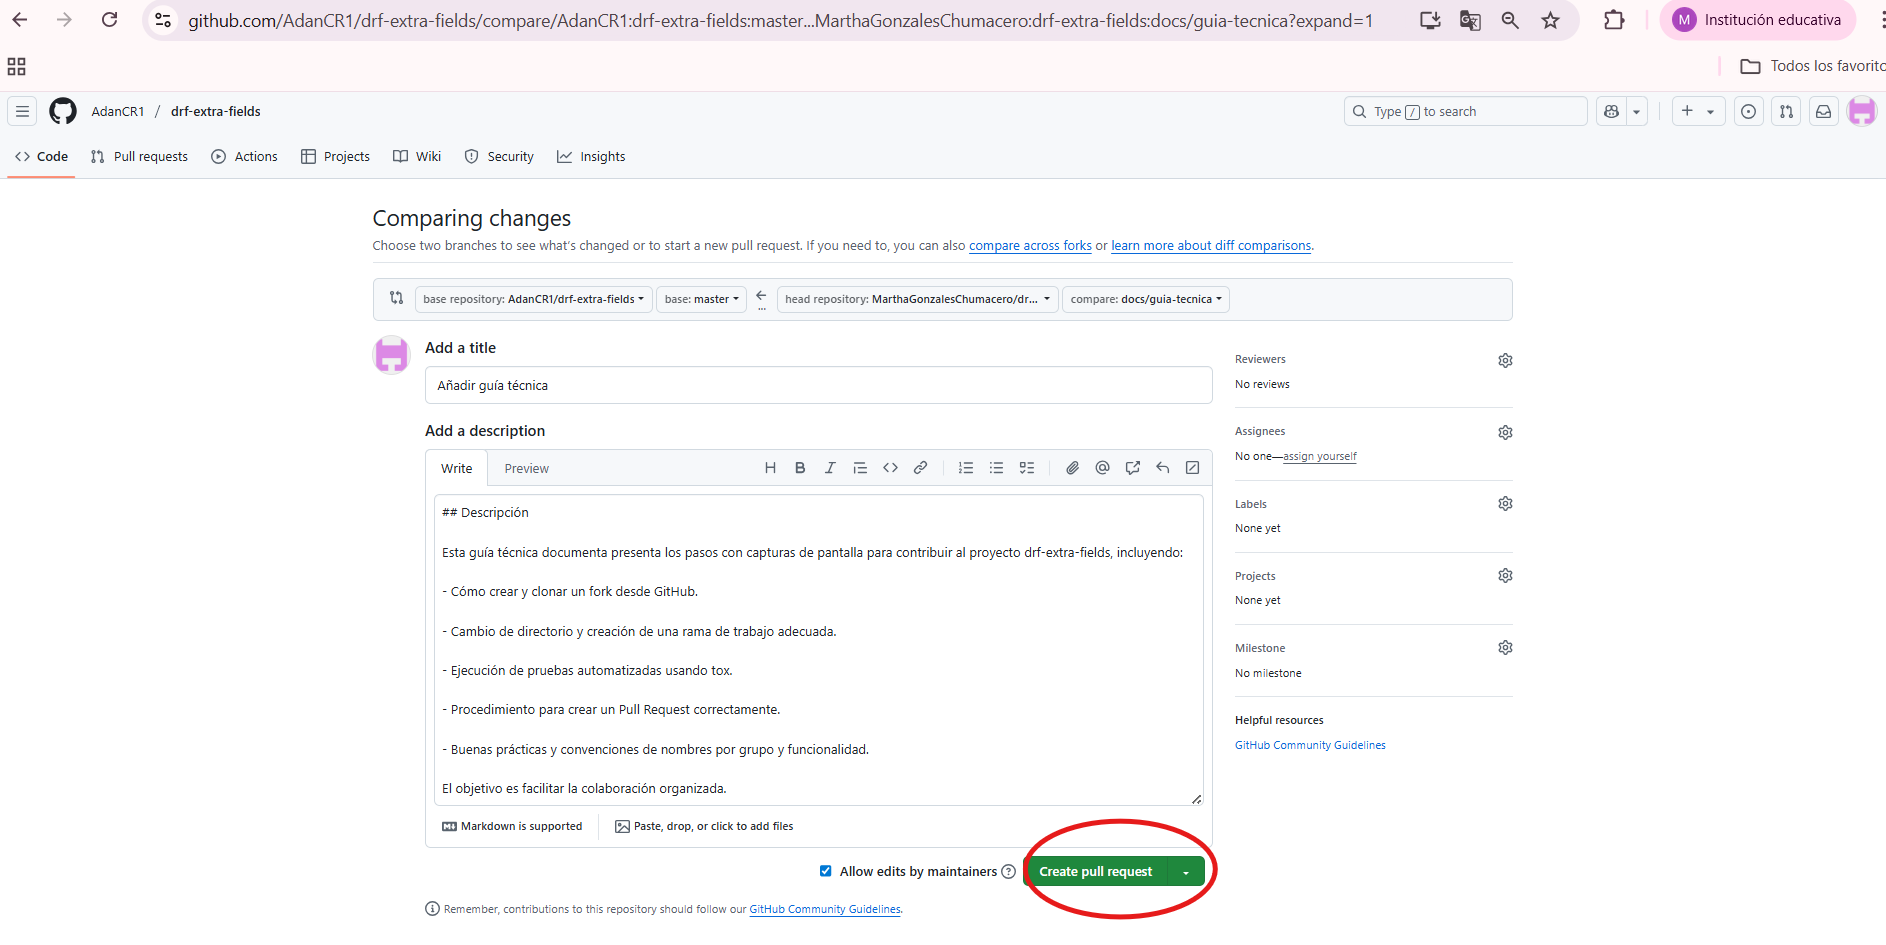 github.com/AdanCR1/drf-extra-fields/compare/AdanCR1:drf-extra-fields:master...MarthaGonzalesChumacero:drf-extra-fields:docs/guia-tecnica?expand=1
M Institución educativa
Todos los favorito
AdanCR1 / drf-extra-fields
Type / to search
Code Pull requests Actions Projects Wiki Security Insights
Comparing changes
Choose two branches to see what's changed or to start a new pull request. If you need to, you can also compare across forks or learn more about diff comparisons.
base repository: AdanCR1/drf-extra-fields base: master ... head repository: MarthaGonzalesChumacero/dr... compare: docs/guia-tecnica
Add a title
Añadir guía técnica
Add a description
Write Preview
## Descripción
Esta guía técnica documenta presenta los pasos con capturas de pantalla para contribuir al proyecto drf-extra-fields, incluyendo:
- Cómo crear y clonar un fork desde GitHub.
- Cambio de directorio y creación de una rama de trabajo adecuada.
- Ejecución de pruebas automatizadas usando tox.
- Procedimiento para crear un Pull Request correctamente.
- Buenas prácticas y convenciones de nombres por grupo y funcionalidad.
El objetivo es facilitar la colaboración organizada.
Markdown is supported
Paste, drop, or click to add files
Allow edits by maintainers
Create pull request
Remember, contributions to this repository should follow our GitHub Community Guidelines.
Reviewers
No reviews
Assignees
No one—assign yourself
Labels
None yet
Projects
None yet
Milestone
No milestone
Helpful resources
GitHub Community Guidelines